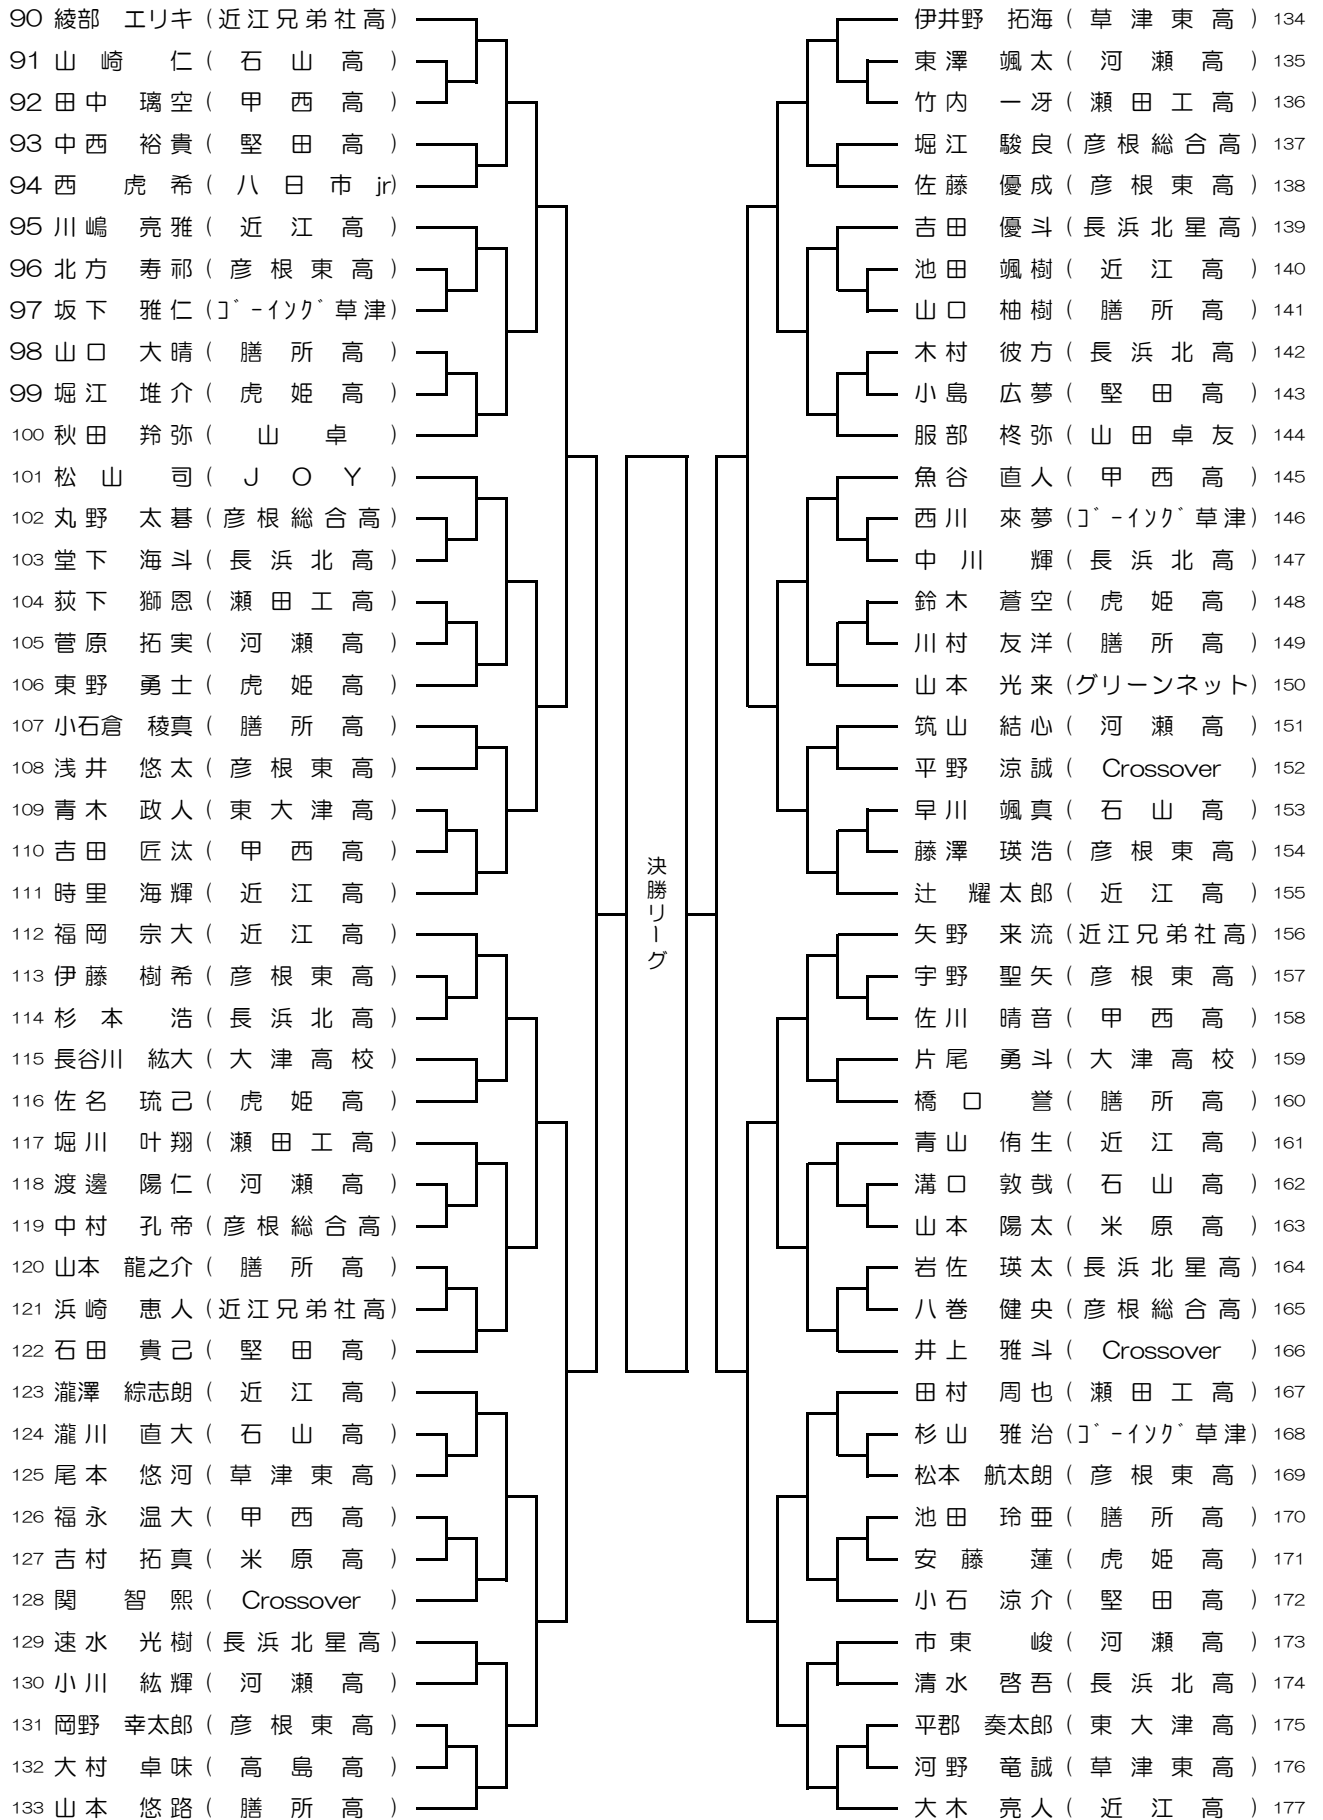 90 綾部 エリキ (近江兄弟社高)
91 山崎 仁 (石山高)
92 田中 璃空 (甲西高)
93 中西 裕貴 (堅田高)
94 西 虎希 (八日市jr)
95 川嶋 亮雅 (近江高)
96 北方 寿祁 (彦根東高)
97 坂下 雅仁 (ｺﾞｰｲﾝｸﾞ草津)
98 山口 大晴 (膳所高)
99 堀江 堆介 (虎姫高)
100 秋田 羚弥 (山卓)
101 松山 司 (JOY)
102 丸野 太碁 (彦根総合高)
103 堂下 海斗 (長浜北高)
104 荻下 獅恩 (瀬田工高)
105 菅原 拓実 (河瀬高)
106 東野 勇士 (虎姫高)
107 小石倉 稜真 (膳所高)
108 浅井 悠太 (彦根東高)
109 青木 政人 (東大津高)
110 吉田 匠汰 (甲西高)
111 時里 海輝 (近江高)
112 福岡 宗大 (近江高)
113 伊藤 樹希 (彦根東高)
114 杉本 浩 (長浜北高)
115 長谷川 紘大 (大津高校)
116 佐名 琉己 (虎姫高)
117 堀川 叶翔 (瀬田工高)
118 渡邊 陽仁 (河瀬高)
119 中村 孔帝 (彦根総合高)
120 山本 龍之介 (膳所高)
121 浜崎 恵人 (近江兄弟社高)
122 石田 貴己 (堅田高)
123 瀧澤 綜志朗 (近江高)
124 瀧川 直大 (石山高)
125 尾本 悠河 (草津東高)
126 福永 温大 (甲西高)
127 吉村 拓真 (米原高)
128 関 智熙 (Crossover)
129 速水 光樹 (長浜北星高)
130 小川 紘輝 (河瀬高)
131 岡野 幸太郎 (彦根東高)
132 大村 卓味 (高島高)
133 山本 悠路 (膳所高)
決勝リーグ
伊井野 拓海 (草津東高) 134
東澤 颯太 (河瀬高) 135
竹内 一冴 (瀬田工高) 136
堀江 駿良 (彦根総合高) 137
佐藤 優成 (彦根東高) 138
吉田 優斗 (長浜北星高) 139
池田 颯樹 (近江高) 140
山口 柚樹 (膳所高) 141
木村 彼方 (長浜北高) 142
小島 広夢 (堅田高) 143
服部 柊弥 (山田卓友) 144
魚谷 直人 (甲西高) 145
西川 來夢 (ｺﾞｰｲﾝｸﾞ草津) 146
中川 輝 (長浜北高) 147
鈴木 蒼空 (虎姫高) 148
川村 友洋 (膳所高) 149
山本 光来 (グリーンネット) 150
筑山 結心 (河瀬高) 151
平野 涼誠 (Crossover) 152
早川 颯真 (石山高) 153
藤澤 瑛浩 (彦根東高) 154
辻 耀太郎 (近江高) 155
矢野 来流 (近江兄弟社高) 156
宇野 聖矢 (彦根東高) 157
佐川 晴音 (甲西高) 158
片尾 勇斗 (大津高校) 159
橋口 誉 (膳所高) 160
青山 侑生 (近江高) 161
溝口 敦哉 (石山高) 162
山本 陽太 (米原高) 163
岩佐 瑛太 (長浜北星高) 164
八巻 健央 (彦根総合高) 165
井上 雅斗 (Crossover) 166
田村 周也 (瀬田工高) 167
杉山 雅治 (ｺﾞｰｲﾝｸﾞ草津) 168
松本 航太朗 (彦根東高) 169
池田 玲亜 (膳所高) 170
安藤 蓮 (虎姫高) 171
小石 涼介 (堅田高) 172
市東 峻 (河瀬高) 173
清水 啓吾 (長浜北高) 174
平郡 奏太郎 (東大津高) 175
河野 竜誠 (草津東高) 176
大木 亮人 (近江高) 177